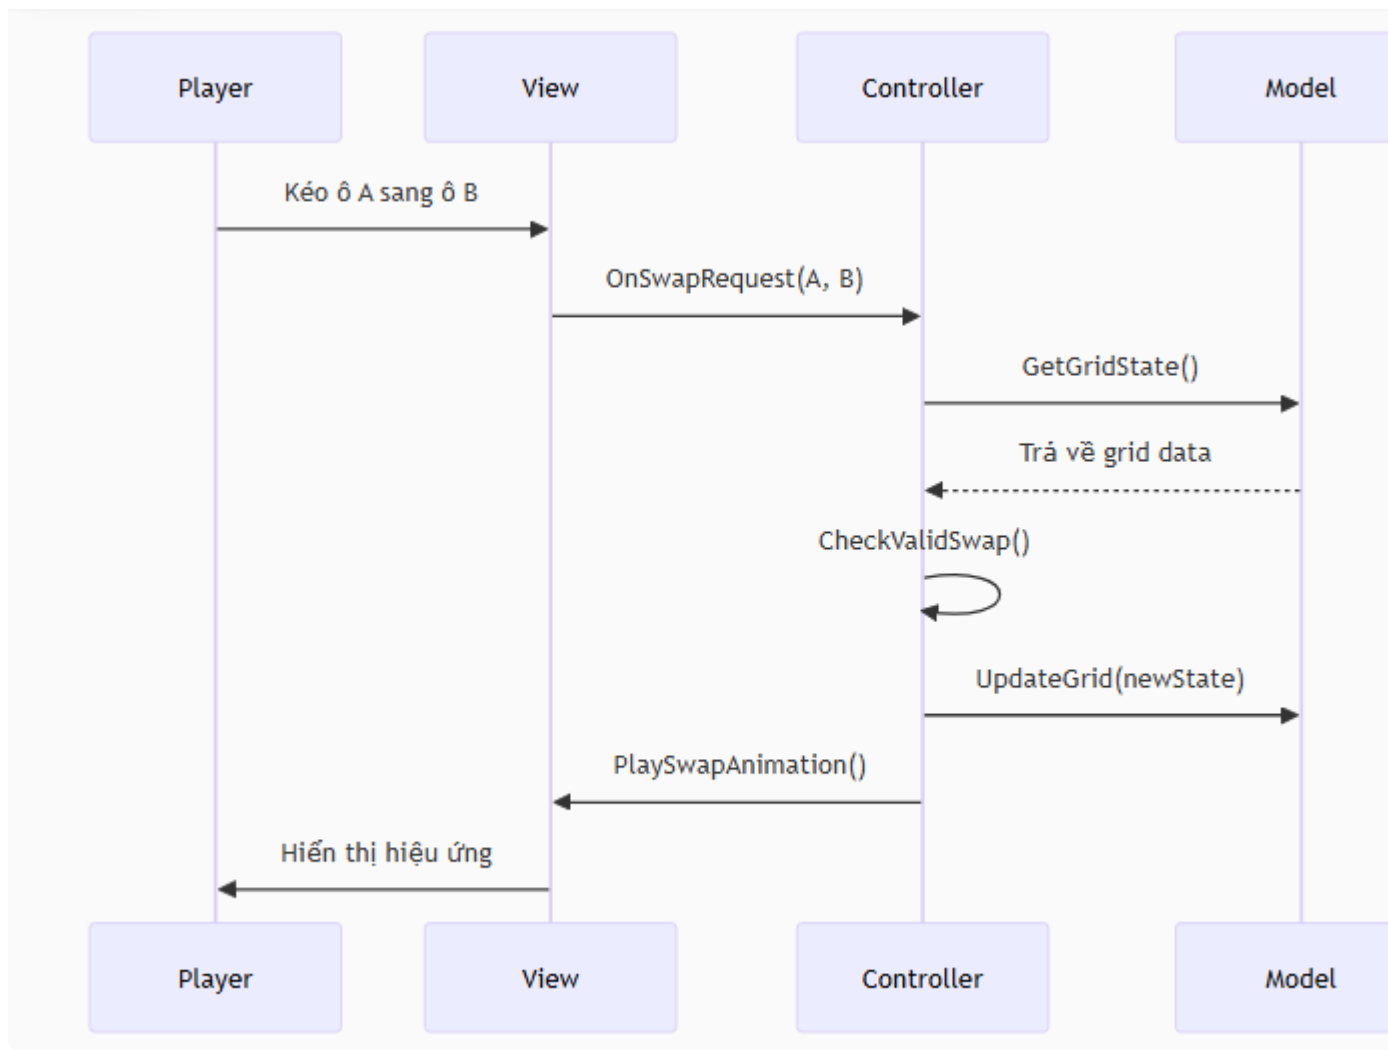 Player
View
Controller
Model
Kéo ô A sang ô B
OnSwapRequest(A, B)
GetGridState()
Trả về grid data
CheckValidSwap()
UpdateGrid(newState)
PlaySwapAnimation()
Hiển thị hiệu ứng
Player
View
Controller
Model